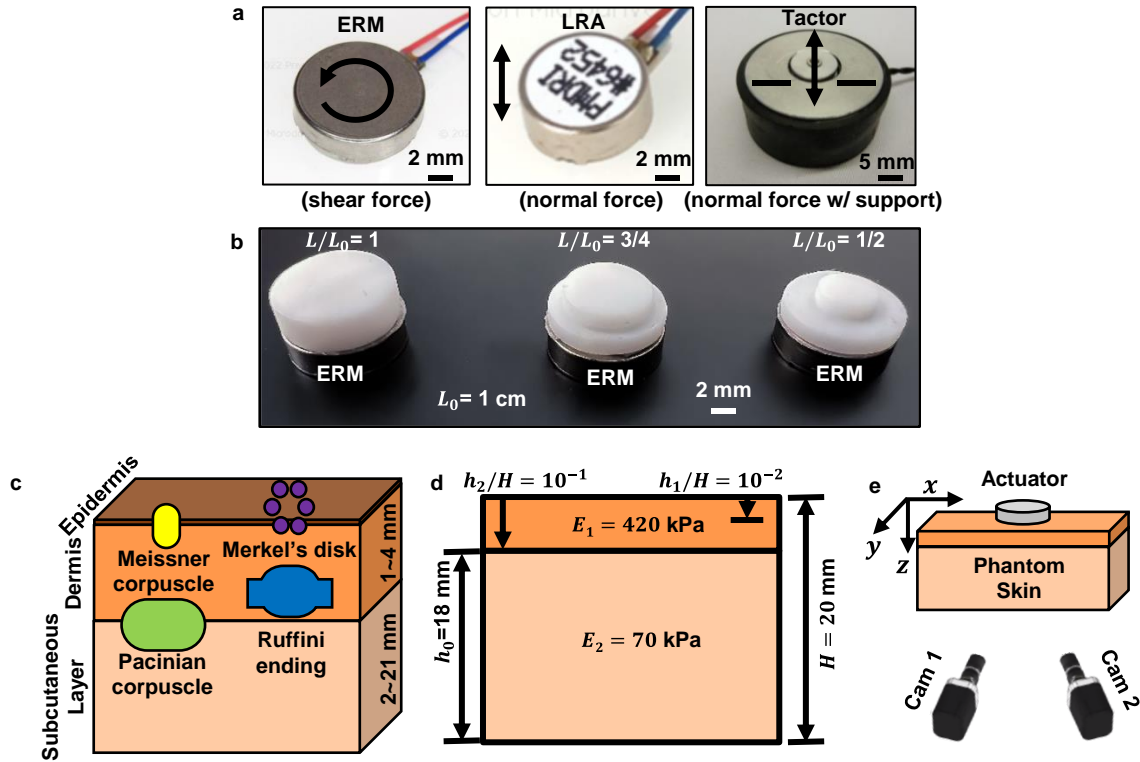 a
ERM
2 mm
(shear force)
LRA
PMDRI
#6452
2 mm
(normal force)
Tactor
5 mm
(normal force w/ support)
b
L/L₀= 1
L/L₀= 3/4
L/L₀= 1/2
ERM
ERM
ERM
L₀= 1 cm
2 mm
c
Epidermis
Dermis
Subcutaneous
Layer
Meissner
corpuscle
Merkel's disk
Pacinian
corpuscle
Ruffini
ending
1~4 mm
2~21 mm
d
h₂/H = 10⁻¹
h₁/H = 10⁻²
E₁ = 420 kPa
E₂ = 70 kPa
h₀=18 mm
H = 20 mm
e
x
y
z
Actuator
Phantom
Skin
Cam 1
Cam 2